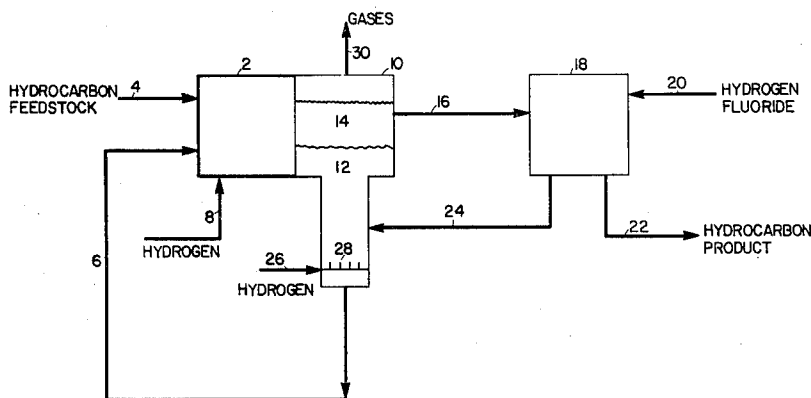 GASES
30
2
10
18
HYDROCARBON
FEEDSTOCK
4
14
16
20
HYDROGEN
FLUORIDE
12
8
24
22
HYDROCARBON
PRODUCT
HYDROGEN
6
26
28
HYDROGEN